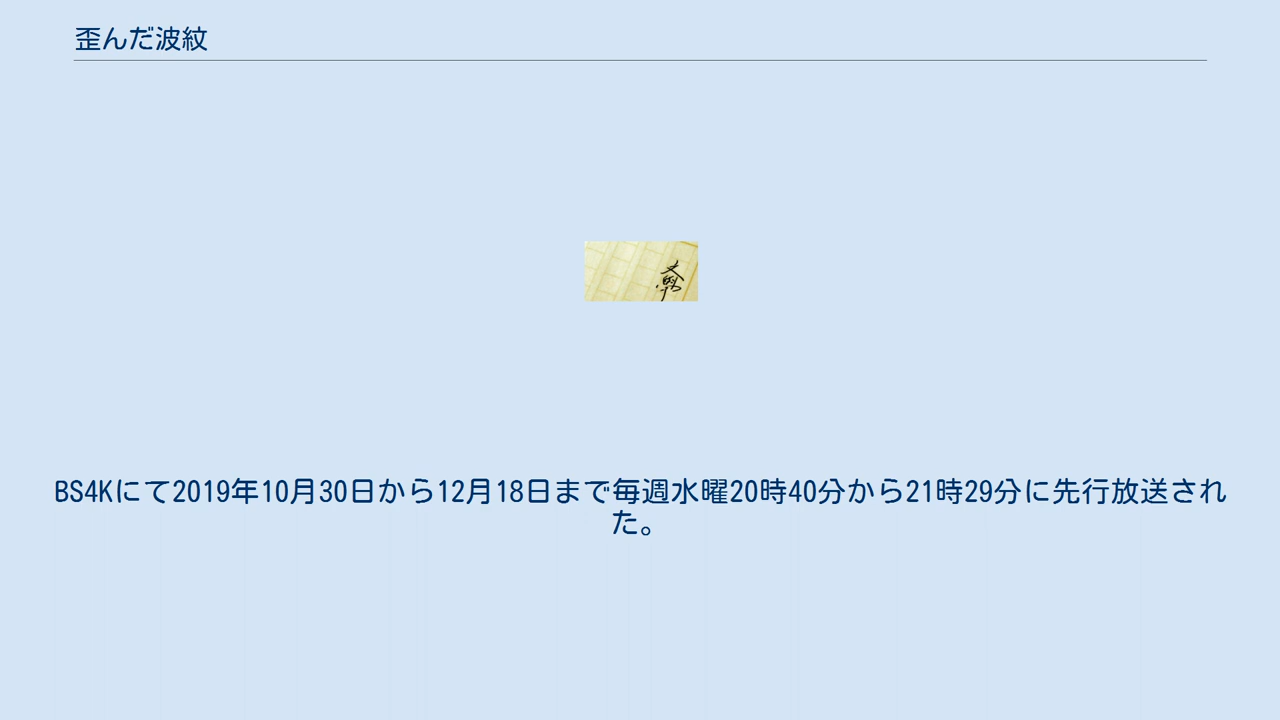 歪んだ波紋
BS4Kにて2019年10月30日から12月18日まで毎週水曜20時40分から21時29分に先行放送され
た。